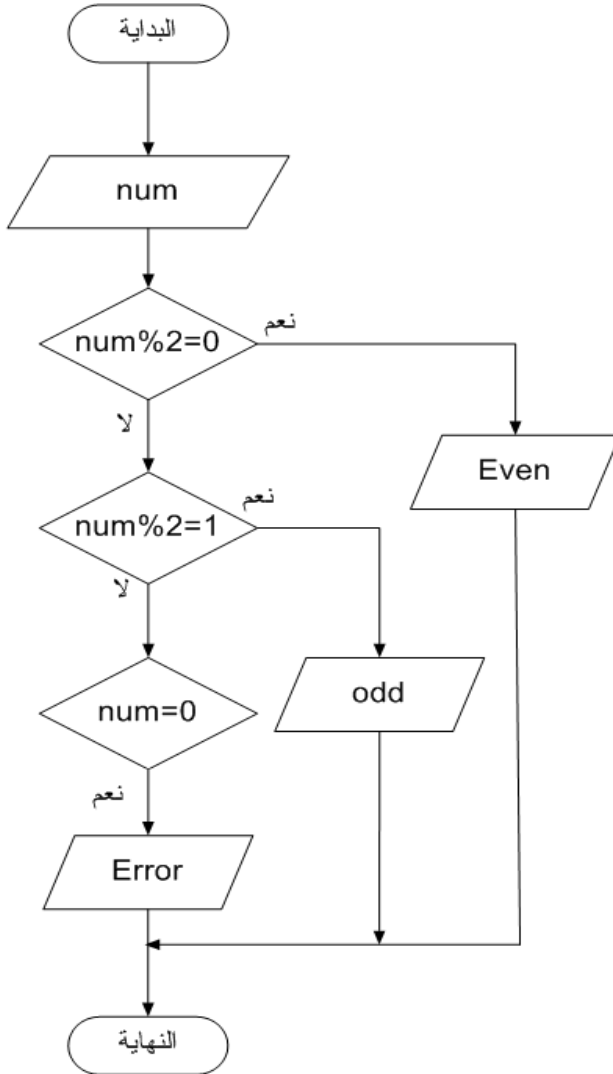 البداية
num
num%2=0
نعم
لا
Even
num%2=1
نعم
لا
odd
num=0
نعم
Error
النهاية